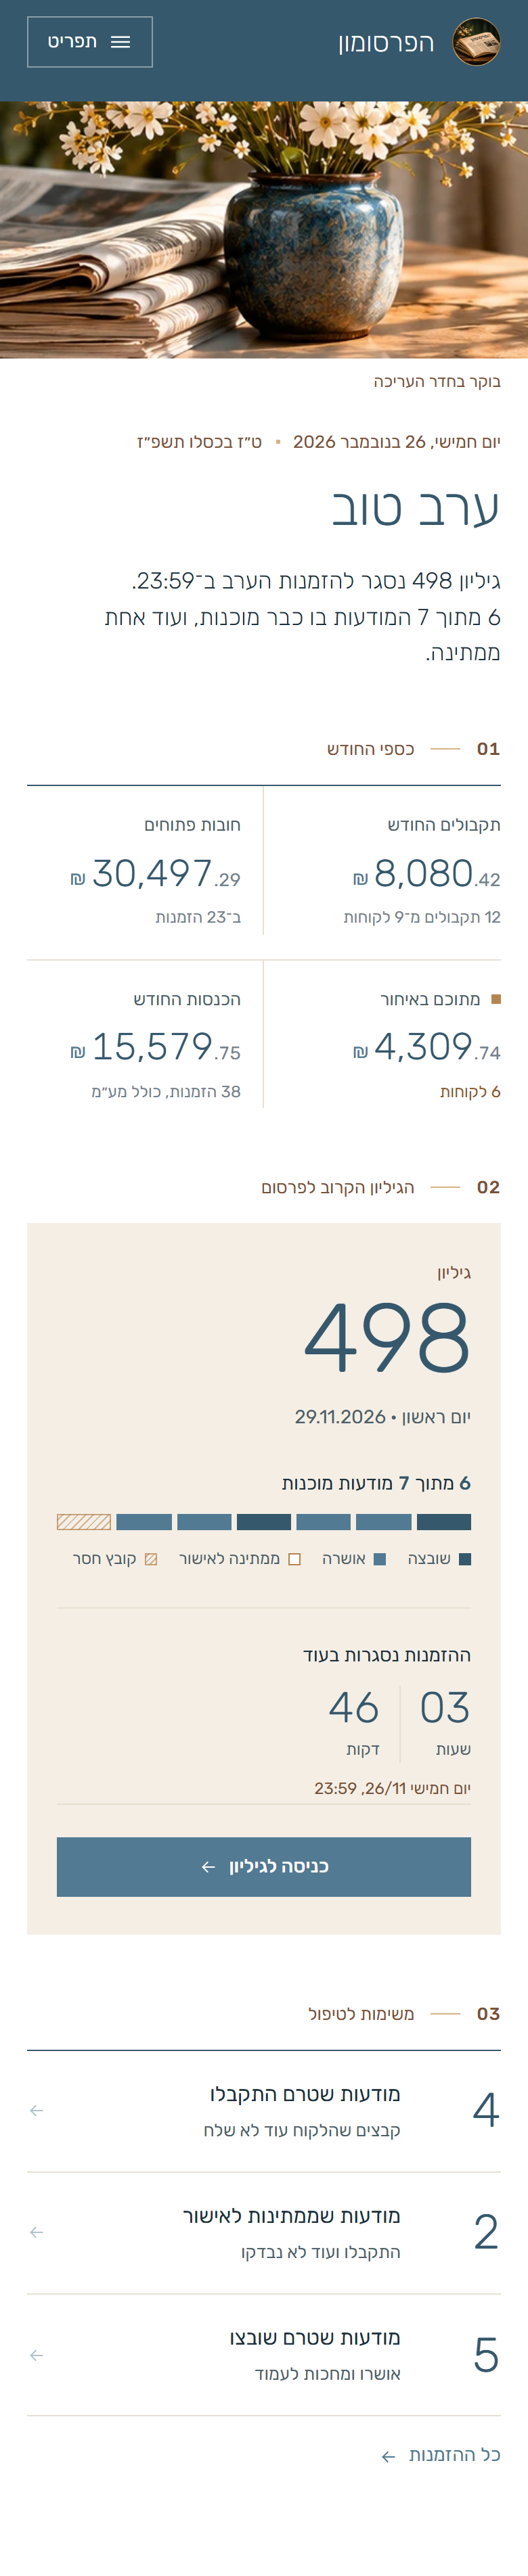 הפרסומון
תפריט
בוקר בחדר העריכה
יום חמישי, 26 בנובמבר 2026 ▪ ט״ז בכסלו תשפ״ז
ערב טוב
גיליון 498 נסגר להזמנות הערב ב־23:59.
6 מתוך 7 המודעות בו כבר מוכנות, ועוד אחת
ממתינה.
01 — כספי החודש
תקבולים החודש
8,080.42 ₪
12 תקבולים מ־9 לקוחות
חובות פתוחים
30,497.29 ₪
ב־23 הזמנות
מתוכם באיחור
4,309.74 ₪
6 לקוחות
הכנסות החודש
15,579.75 ₪
38 הזמנות, כולל מע״מ
02 — הגיליון הקרוב לפרסום
גיליון
498
יום ראשון • 29.11.2026
6 מתוך 7 מודעות מוכנות
שובצה
אושרה
ממתינה לאישור
קובץ חסר
ההזמנות נסגרות בעוד
03 שעות
46 דקות
יום חמישי 26/11, 23:59
כניסה לגיליון ←
03 — משימות לטיפול
4
מודעות שטרם התקבלו ←
קבצים שהלקוח עוד לא שלח
2
מודעות שממתינות לאישור ←
התקבלו ועוד לא נבדקו
5
מודעות שטרם שובצו ←
אושרו ומחכות לעמוד
כל ההזמנות ←